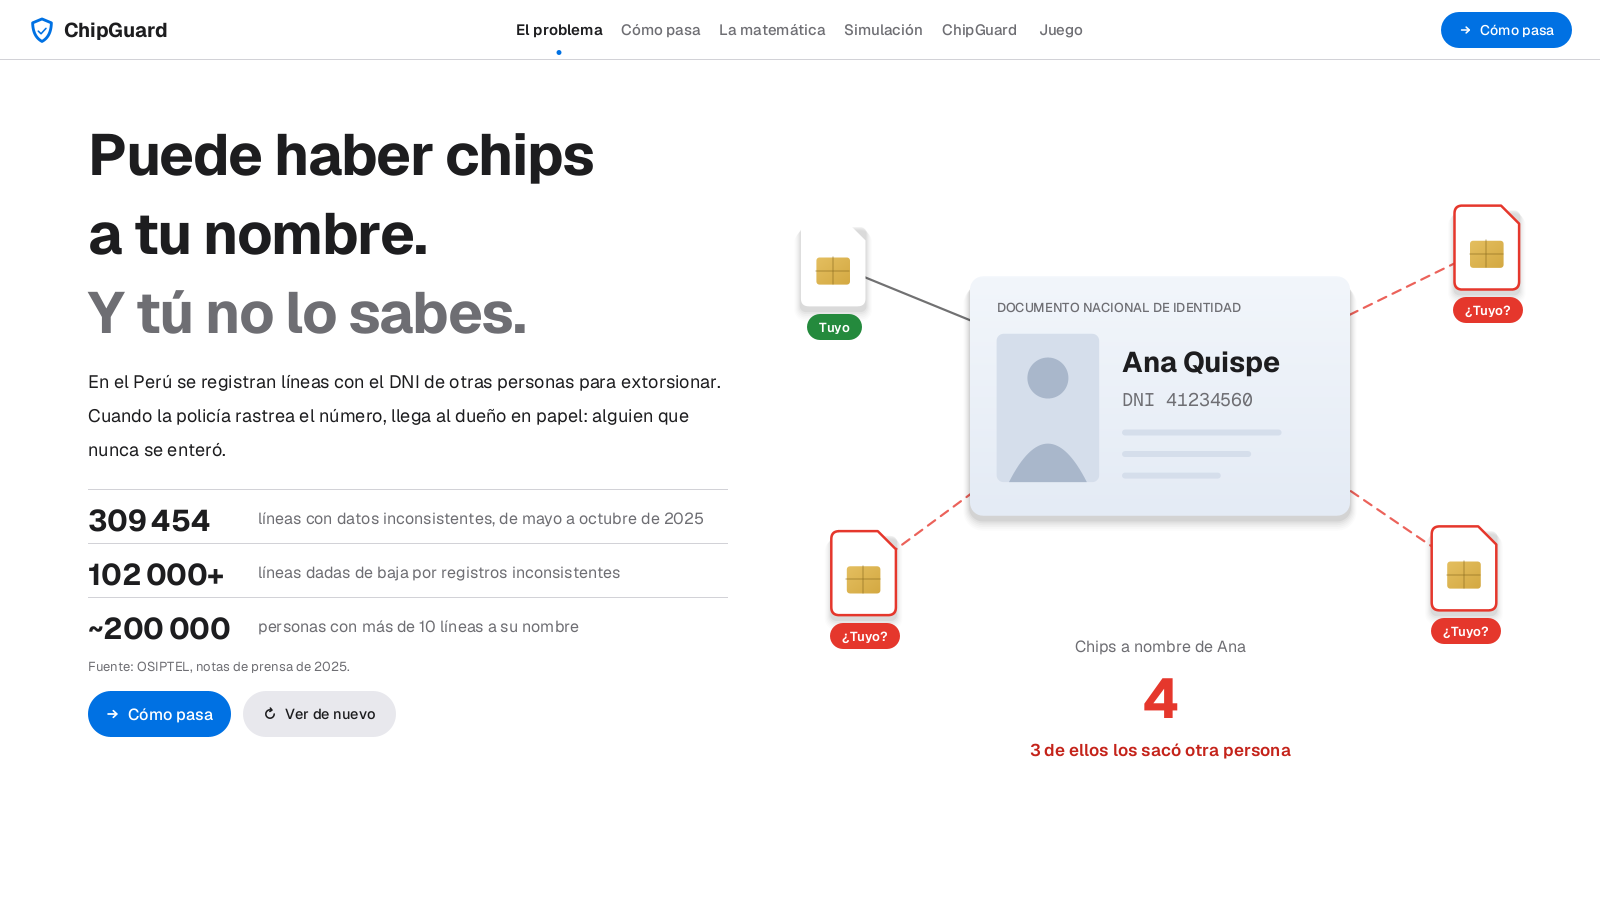 ChipGuard
El problema
Cómo pasa
La matemática
Simulación
ChipGuard
Juego
→ Cómo pasa
Puede haber chips
a tu nombre.
Y tú no lo sabes.
En el Perú se registran líneas con el DNI de otras personas para extorsionar.
Cuando la policía rastrea el número, llega al dueño en papel: alguien que
nunca se enteró.
309 454 líneas con datos inconsistentes, de mayo a octubre de 2025
102 000+ líneas dadas de baja por registros inconsistentes
~200 000 personas con más de 10 líneas a su nombre
Fuente: OSIPTEL, notas de prensa de 2025.
→ Cómo pasa
↻ Ver de nuevo
Tuyo
¿Tuyo?
DOCUMENTO NACIONAL DE IDENTIDAD
Ana Quispe
DNI 41234560
¿Tuyo?
¿Tuyo?
Chips a nombre de Ana
4
3 de ellos los sacó otra persona